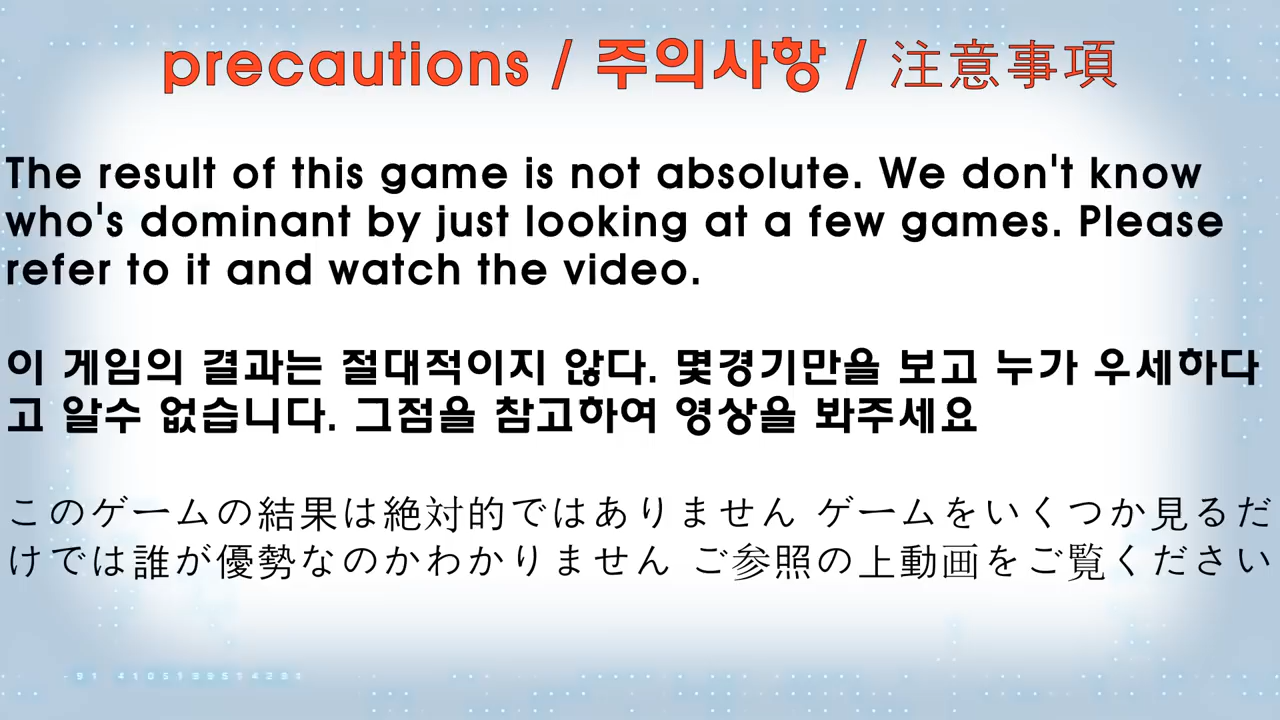 precautions / 주의사항 / 注意事項
The result of this game is not absolute. We don't know
who's dominant by just looking at a few games. Please
refer to it and watch the video.
이 게임의 결과는 절대적이지 않다. 몇경기만을 보고 누가 우세하다
고 알수 없습니다. 그점을 참고하여 영상을 봐주세요
このゲームの結果は絶対的ではありません ゲームをいくつか見るだ
けでは誰が優勢なのかわかりません ご参照の上動画をご覧ください